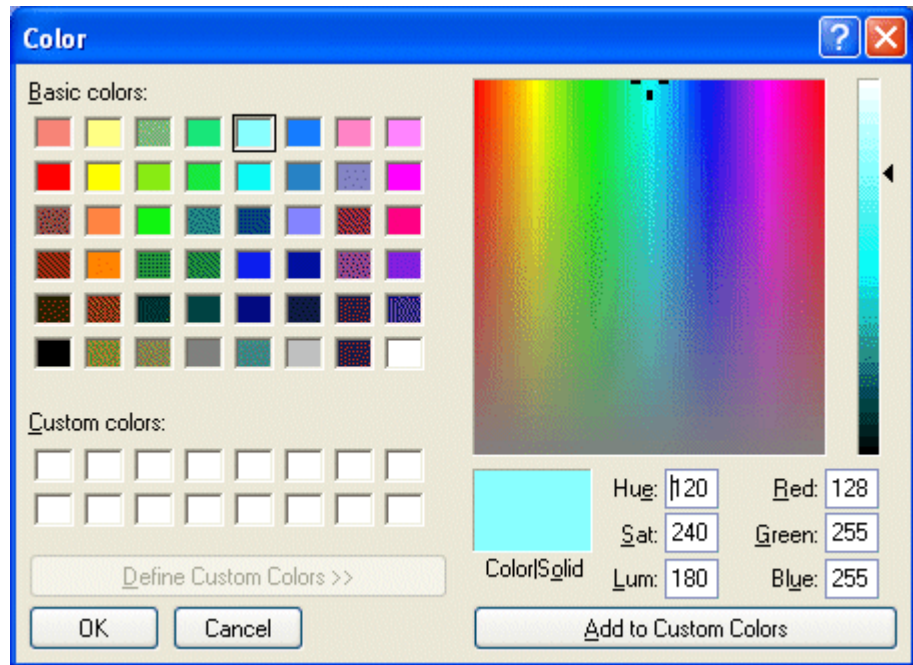 Color
?
Basic colors:
Custom colors:
Define Custom Colors >>
OK
Cancel
Color|Solid
Hue: 120
Sat: 240
Lum: 180
Red: 128
Green: 255
Blue: 255
Add to Custom Colors